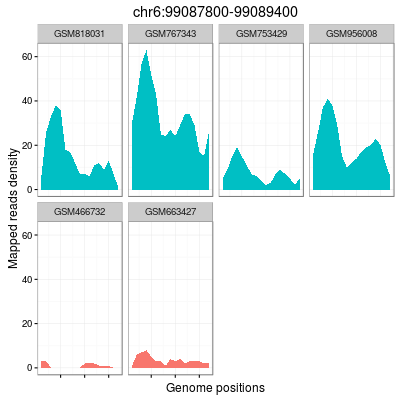 chr6:99087800-99089400
GSM818031 GSM767343 GSM753429 GSM956008
60
40
20
0
GSM466732 GSM663427
60
40
20
0
Mapped reads density
Genome positions